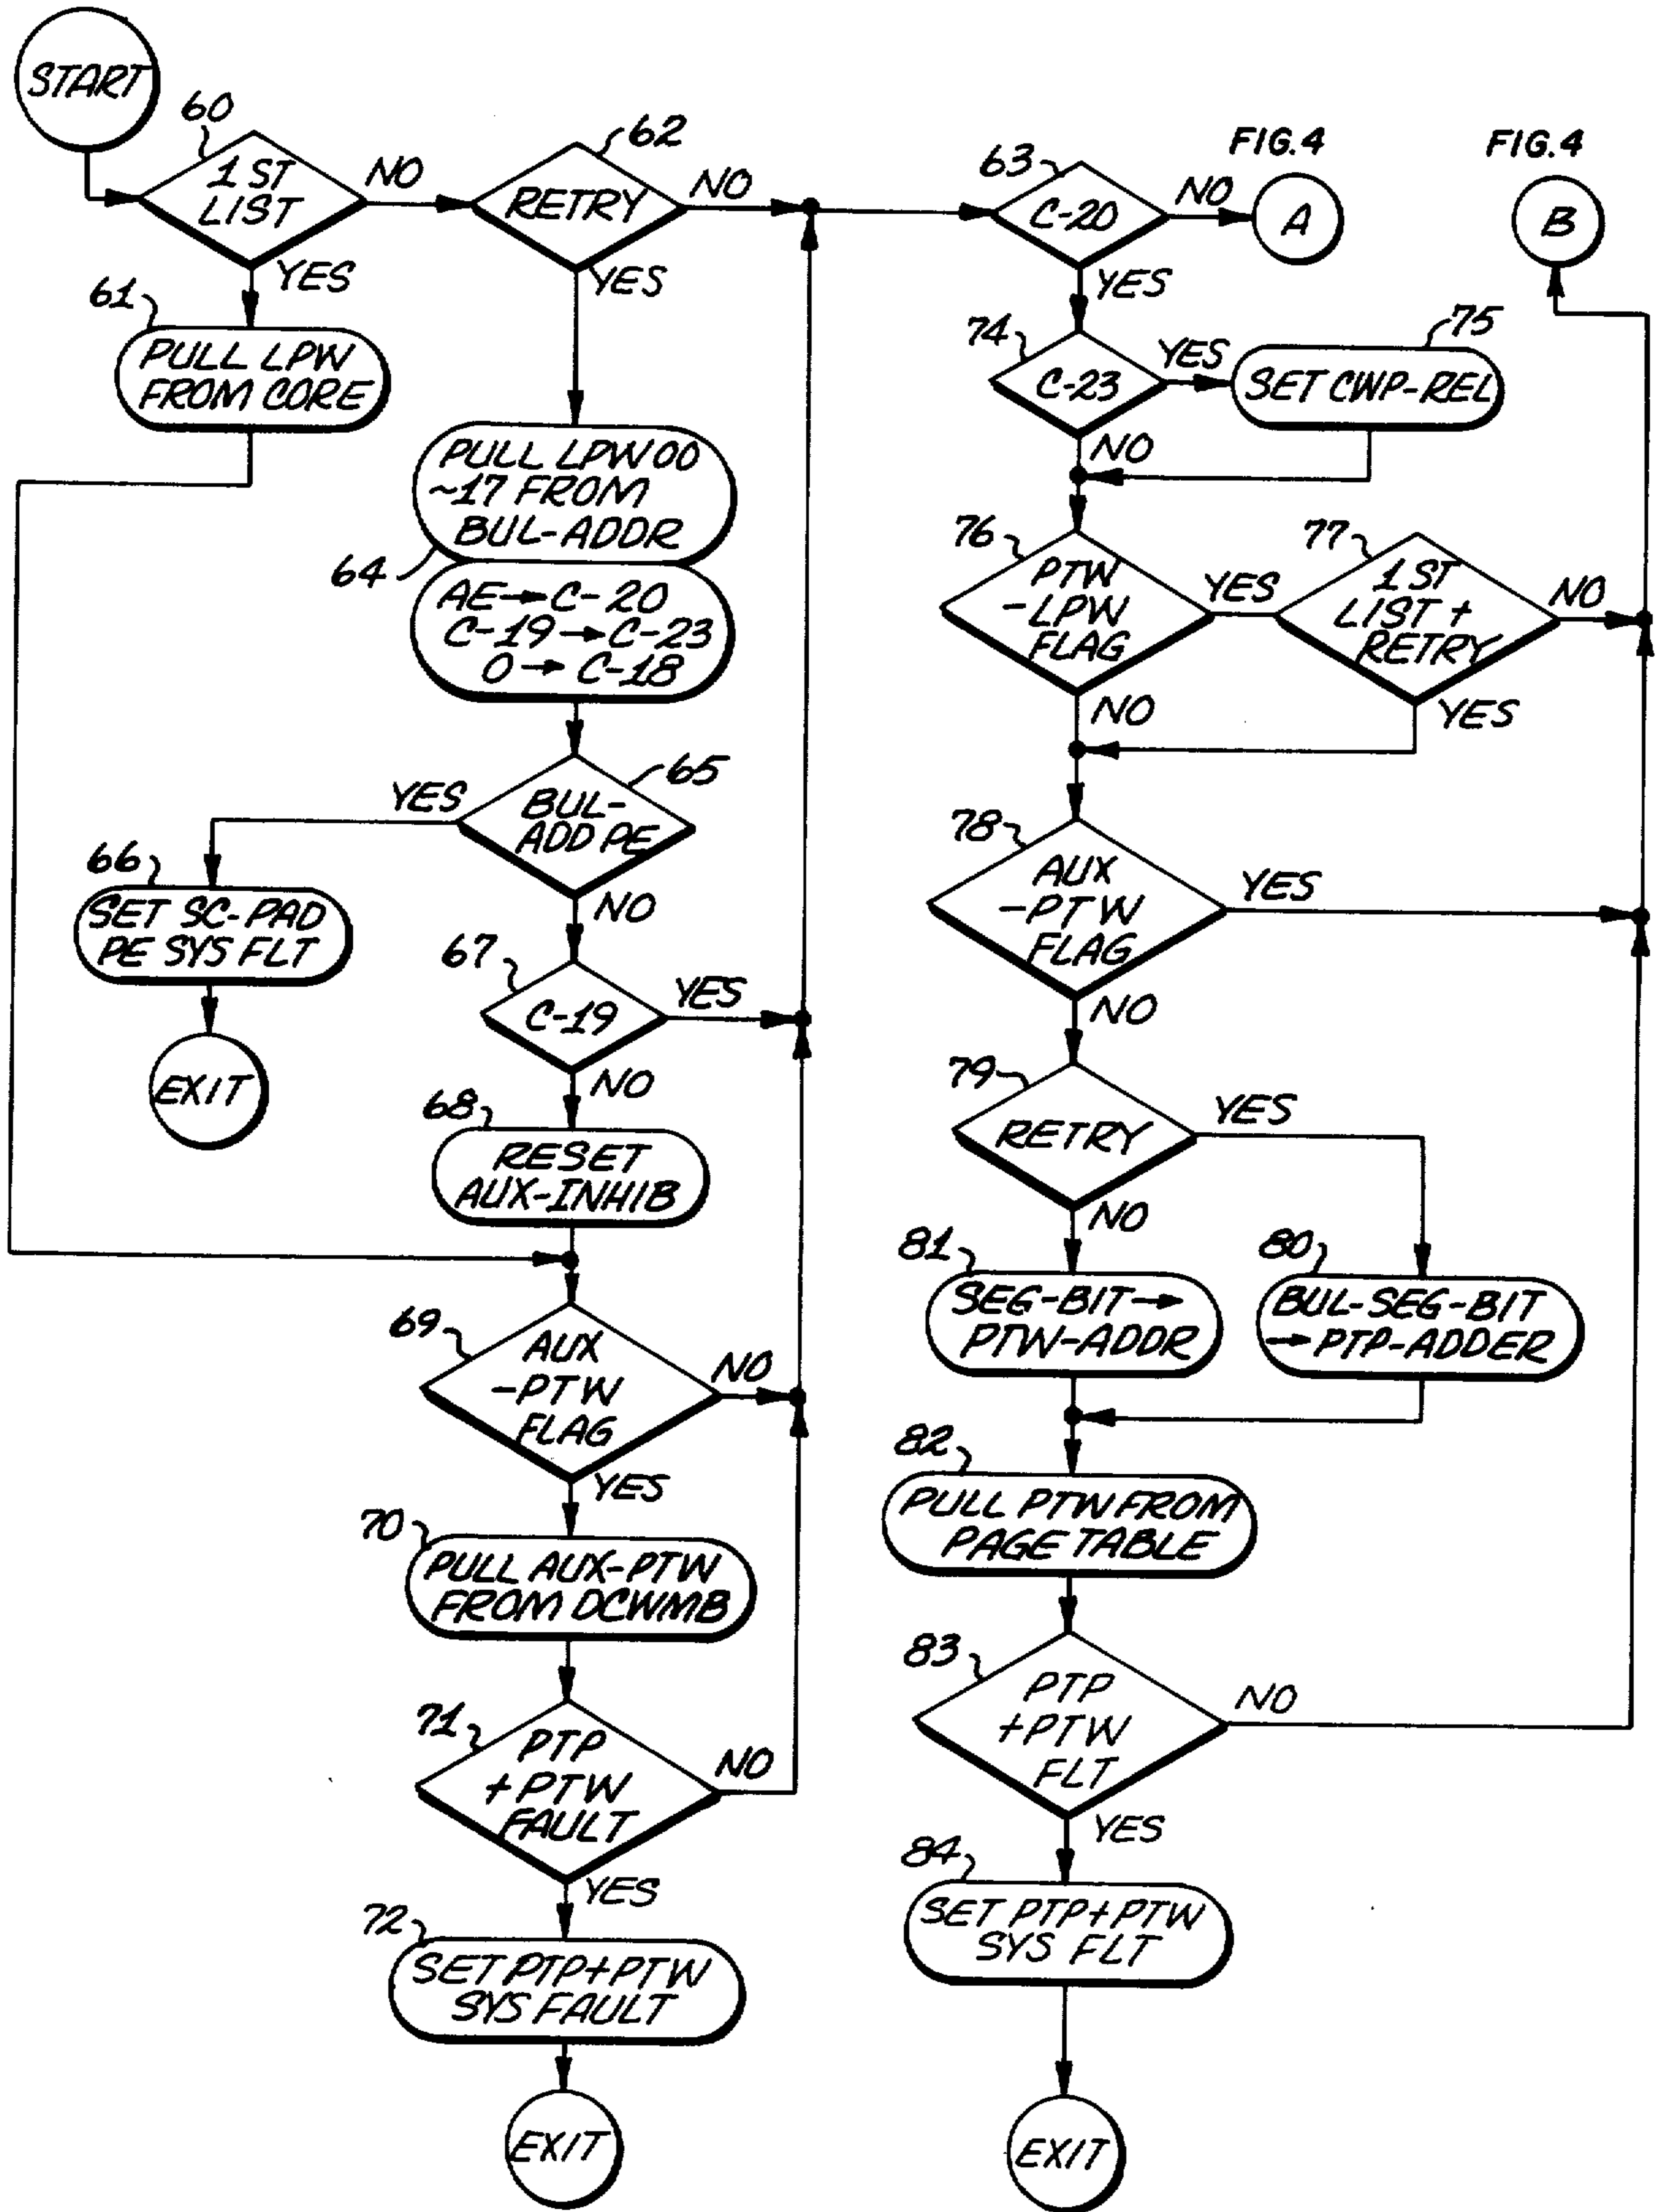 START
60
1 ST
LIST
NO
YES
61
PULL LPW
FROM CORE
62
RETRY
NO
YES
PULL LPW 00
~17 FROM
BUL-ADDR
64
AE→C-20
C-19→C-23
0→C-18
65
BUL-
ADD PE
YES
NO
66
SET SC-PAD
PE SYS FLT
EXIT
67
C-19
YES
NO
68
RESET
AUX-INHIB
69
AUX
-PTW
FLAG
NO
YES
70
PULL AUX-PTW
FROM DCWMB
71
PTP
+PTW
FAULT
NO
YES
72
SET PTP+PTW
SYS FAULT
EXIT
63
C-20
NO
YES
FIG.4
A
FIG.4
B
74
C-23
YES
NO
75
SET CWP-REL
76
PTW
-LPW
FLAG
YES
NO
77
1 ST
LIST +
RETRY
NO
YES
78
AUX
-PTW
FLAG
YES
NO
79
RETRY
YES
NO
81
SEG-BIT→
PTW-ADDR
80
BUL-SEG-BIT
→PTP-ADDER
82
PULL PTW FROM
PAGE TABLE
83
PTP
+PTW
FLT
NO
YES
84
SET PTP+PTW
SYS FLT
EXIT